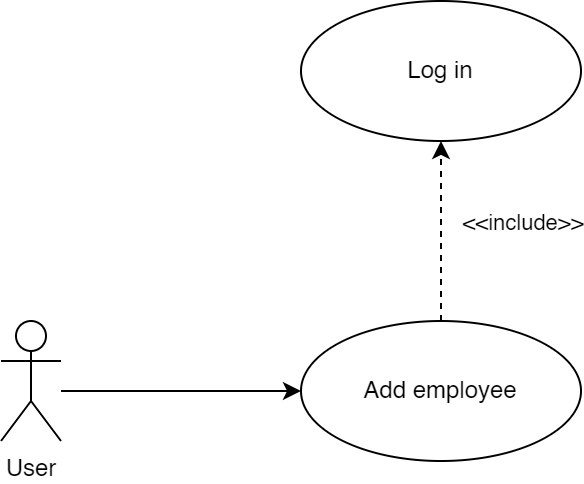 Log in
<<include>>
Add employee
User